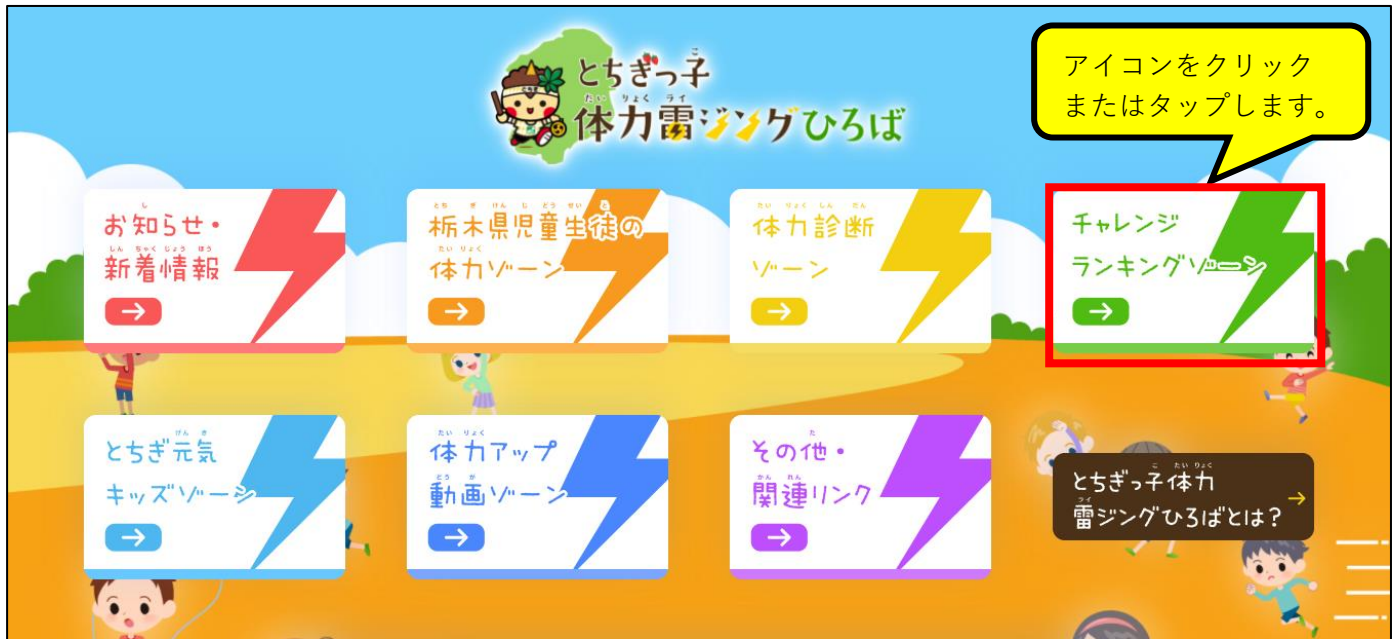 とちぎっ子
体力雷ジングひろば
アイコンをクリック
またはタップします。
お知らせ・
新着情報
栃木県児童生徒の
体力ゾーン
体力診断
ゾーン
チャレンジ
ランキングゾーン
とちぎ元気
キッズゾーン
体力アップ
動画ゾーン
その他・
関連リンク
とちぎっ子体力
雷ジングひろばとは？